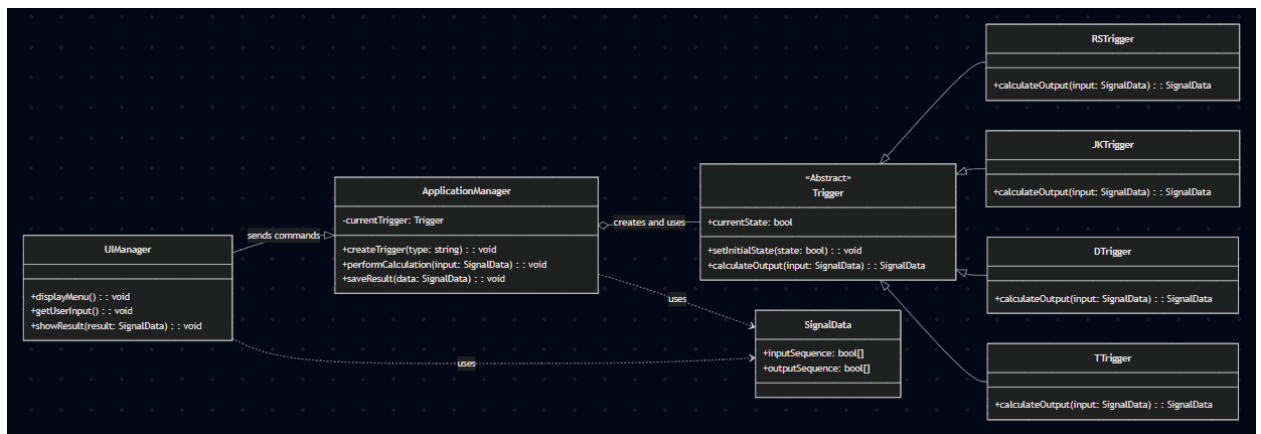 UIManager
+displayMenu() : : void
+getUserInput() : : void
+showResult(result: SignalData) : : void
sends commands
ApplicationManager
-currentTrigger: Trigger
+createTrigger(type: string) : : void
+performCalculation(input: SignalData) : : void
+saveResult(data: SignalData) : : void
creates and uses
«Abstract»
Trigger
+currentState: bool
+setInitialState(state: bool) : : void
+calculateOutput(input: SignalData) : : SignalData
uses
uses
SignalData
+inputSequence: bool[]
+outputSequence: bool[]
RSTrigger
+calculateOutput(input: SignalData) : : SignalData
JKTrigger
+calculateOutput(input: SignalData) : : SignalData
DTrigger
+calculateOutput(input: SignalData) : : SignalData
TTrigger
+calculateOutput(input: SignalData) : : SignalData